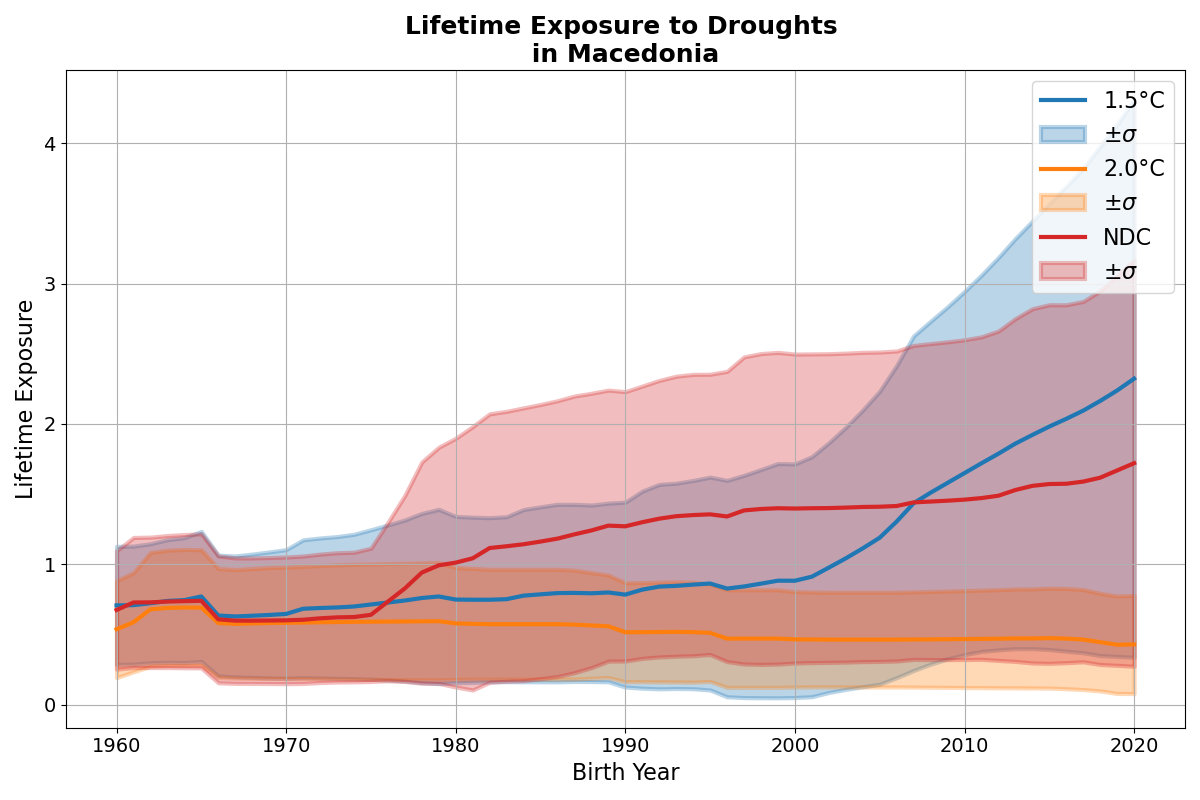 Lifetime Exposure to Droughts
in Macedonia
Lifetime Exposure
4
3
2
1
0
1960 1970 1980 1990 2000 2010 2020
Birth Year
1.5°C
±σ
2.0°C
±σ
NDC
±σ